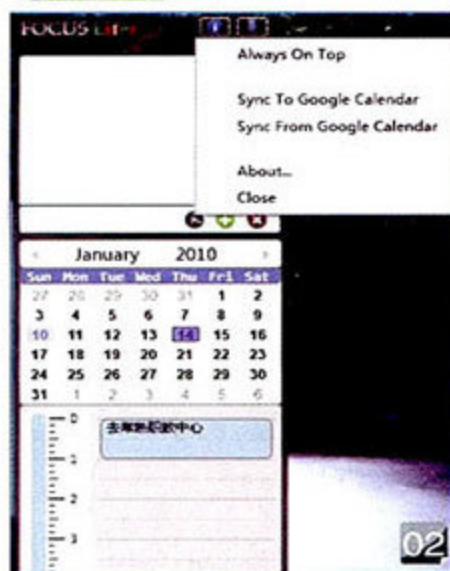 FOCUS
Always On Top
Sync To Google Calendar
Sync From Google Calendar
About...
Close
January 2010
Sun Mon Tue Wed Thu Fri Sat
27 28 29 30 31 1 2
3 4 5 6 7 8 9
10 11 12 13 14 15 16
17 18 19 20 21 22 23
24 25 26 27 28 29 30
31 1 2 3 4 5 6
0
中心
1
2
3
02